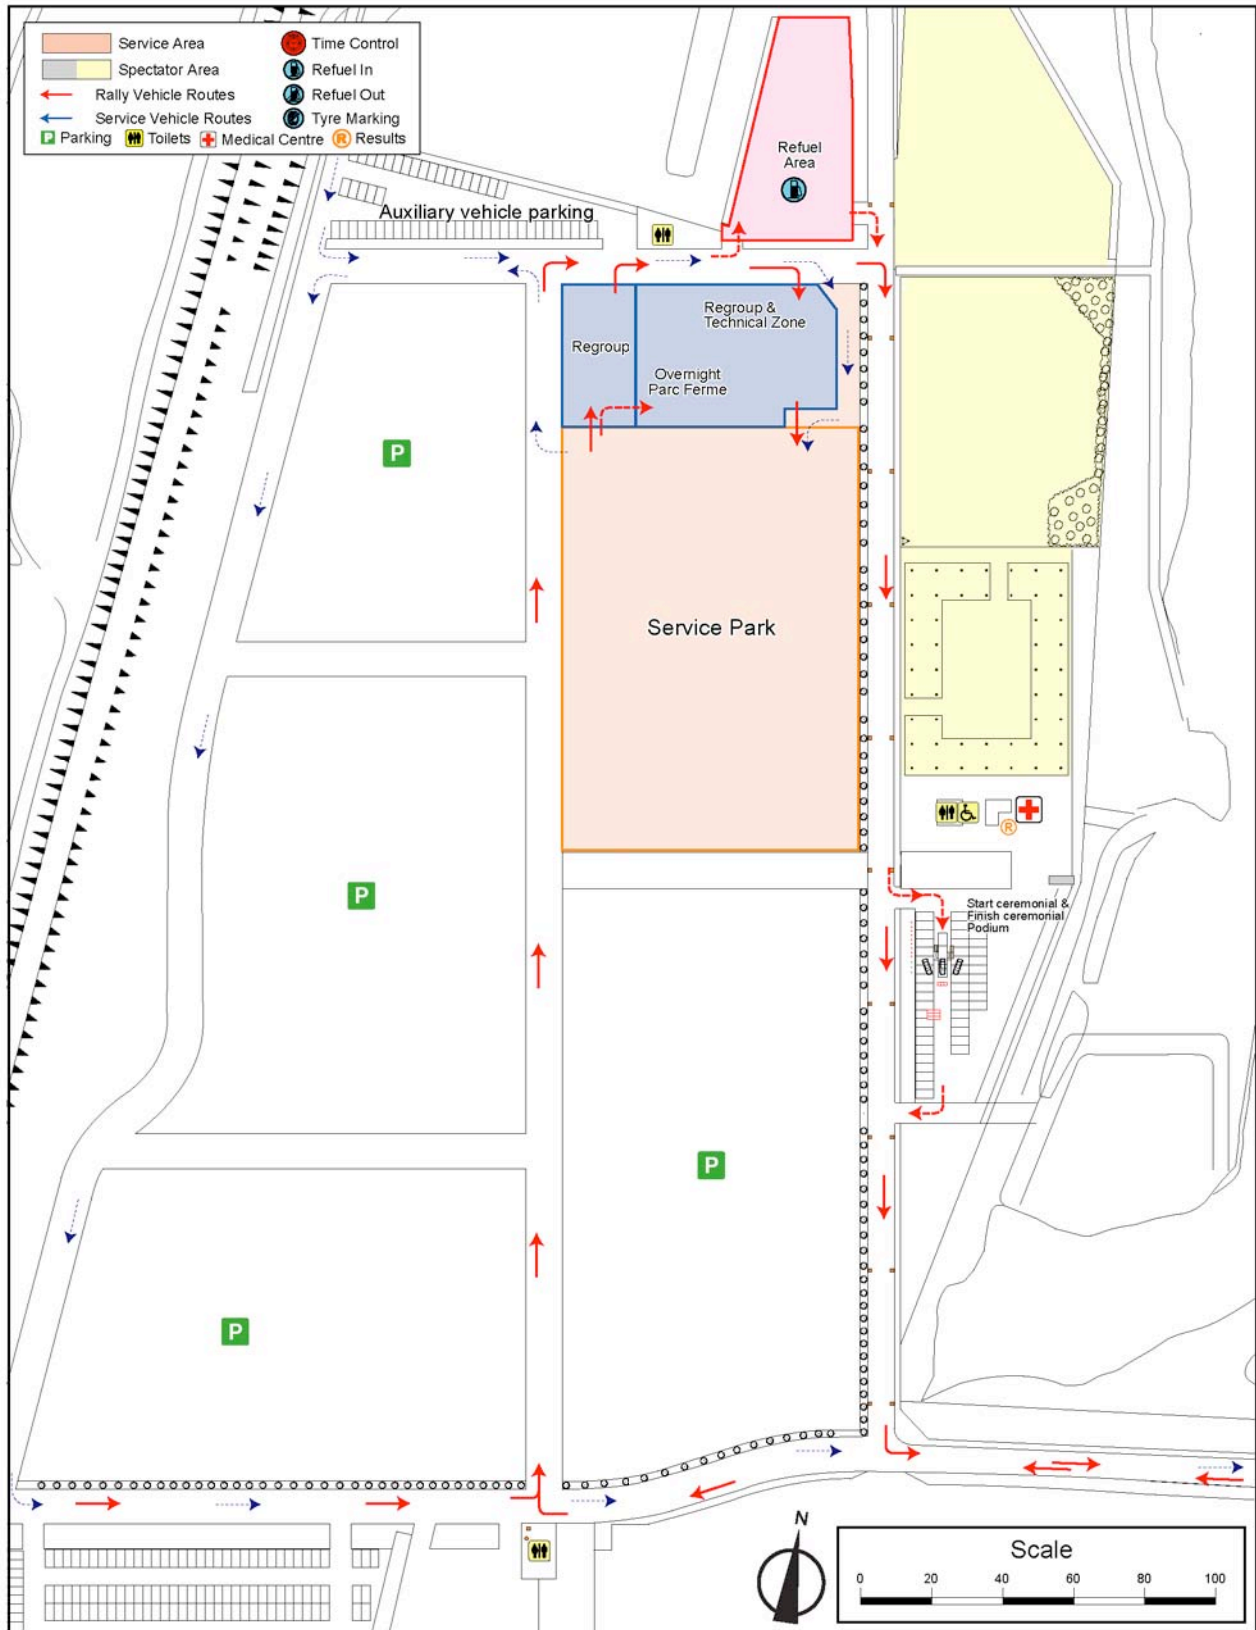 Service Area
Time Control
Spectator Area
Refuel In
Rally Vehicle Routes
Refuel Out
Service Vehicle Routes
Tyre Marking
P Parking
Toilets
Medical Centre
R Results
Refuel
Area
Auxiliary vehicle parking
Regroup &
Technical Zone
Regroup
Overnight
Parc Ferme
P
Service Park
R
P
Start ceremonial &
Finish ceremonial
Podium
P
P
N
Scale
0 20 40 60 80 100